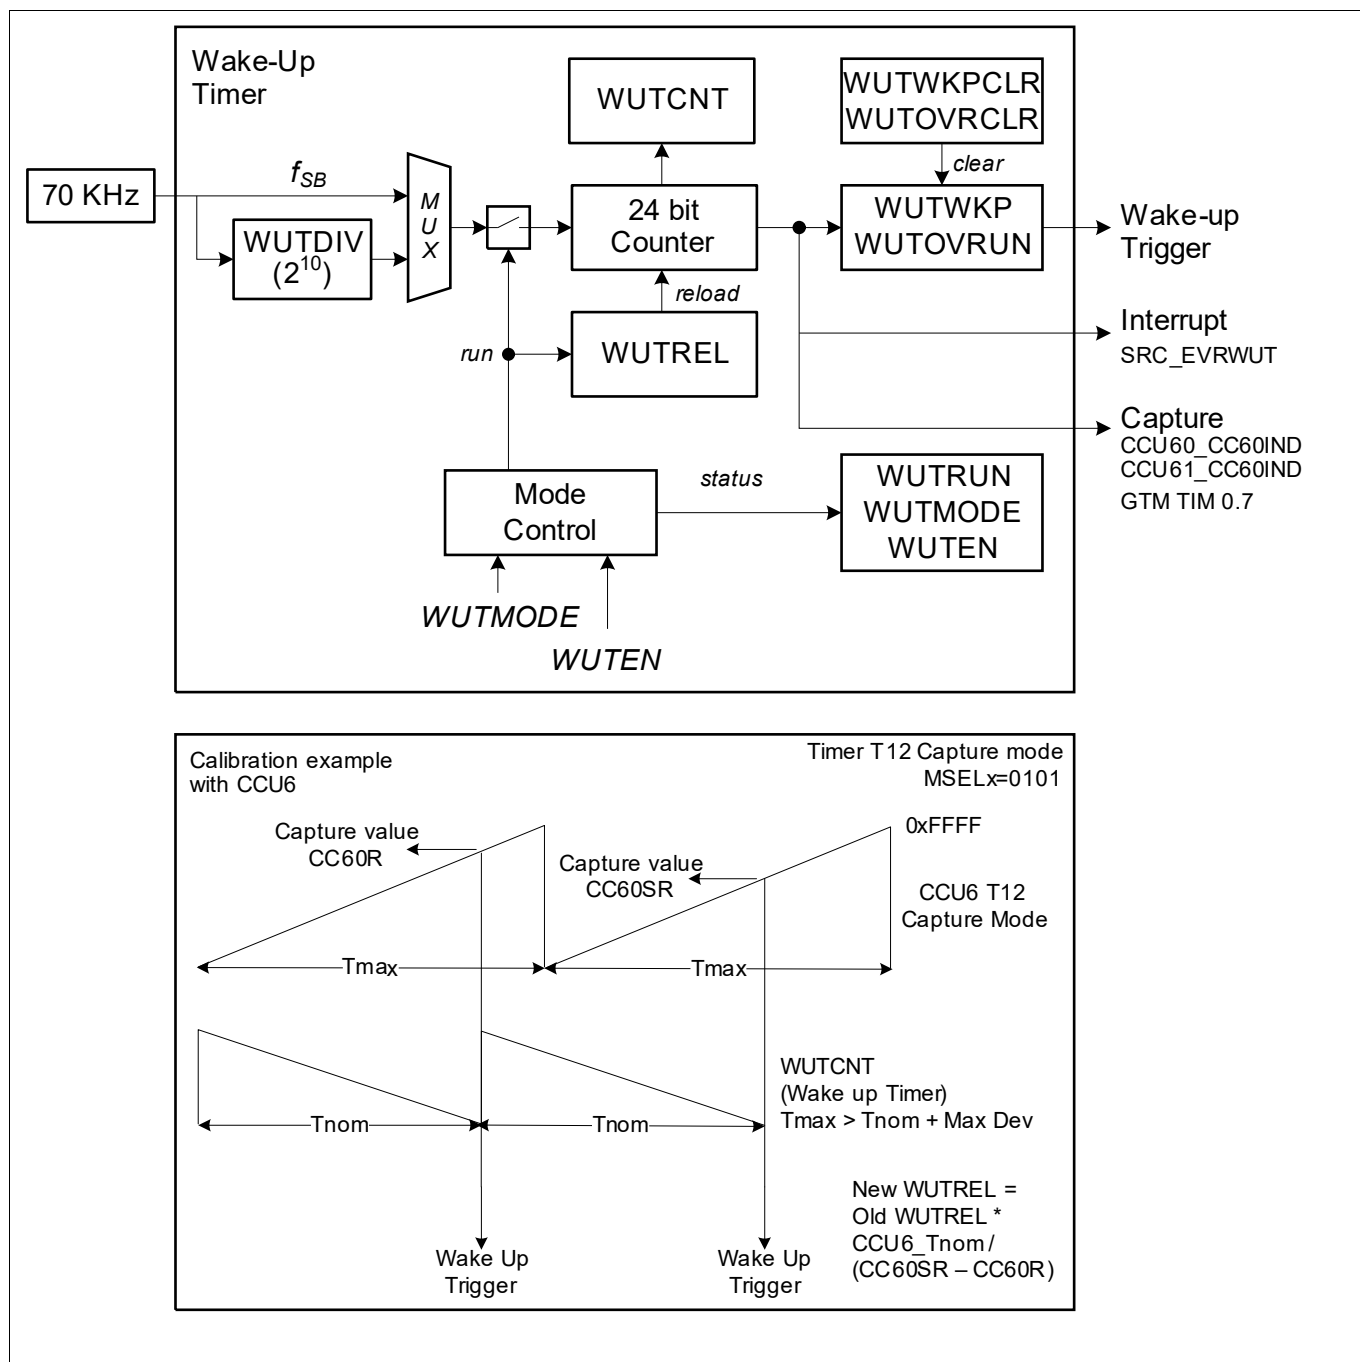 Wake-Up
Timer
WUTCNT
WUTWKPCLR
WUTOVRCLR
clear
70 KHz
fSB
WUTDIV
(2^10)
M
U
X
24 bit
Counter
WUTWKP
WUTOVRUN
Wake-up
Trigger
reload
run
WUTREL
Interrupt
SRC_EVRWUT
Capture
CCU60_CC60IND
CCU61_CC60IND
GTM TIM 0.7
Mode
Control
status
WUTRUN
WUTMODE
WUTEN
WUTMODE
WUTEN
Calibration example
with CCU6
Timer T12 Capture mode
MSELx=0101
Capture value
CC60R
Capture value
CC60SR
0xFFFF
CCU6 T12
Capture Mode
Tmax
Tmax
WUTCNT
(Wake up Timer)
Tmax > Tnom + Max Dev
Tnom
Tnom
New WUTREL =
Old WUTREL *
CCU6_Tnom /
(CC60SR – CC60R)
Wake Up
Trigger
Wake Up
Trigger